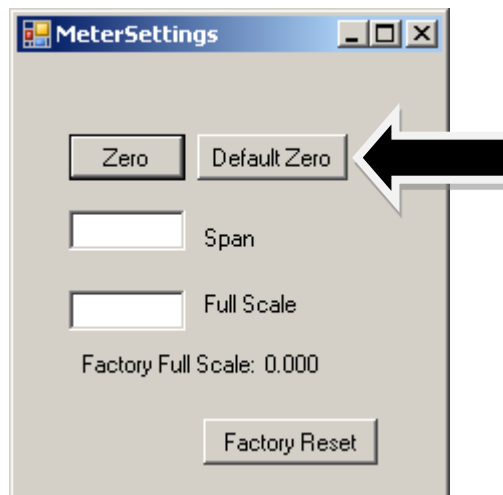 MeterSettings
Zero Default Zero
Span
Full Scale
Factory Full Scale: 0.000
Factory Reset